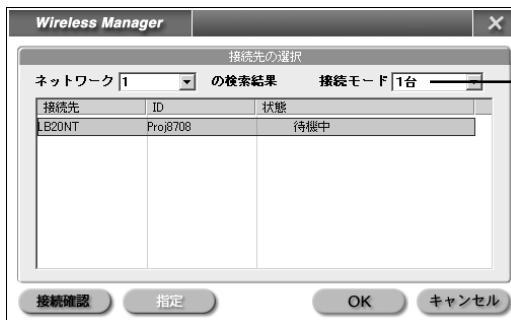 Wireless Manager
接続先の選択
ネットワーク 1 の検索結果 接続モード 1台
接続先 ID 状態
LB20NT Proj8708 待機中
接続確認 指定 OK キャンセル